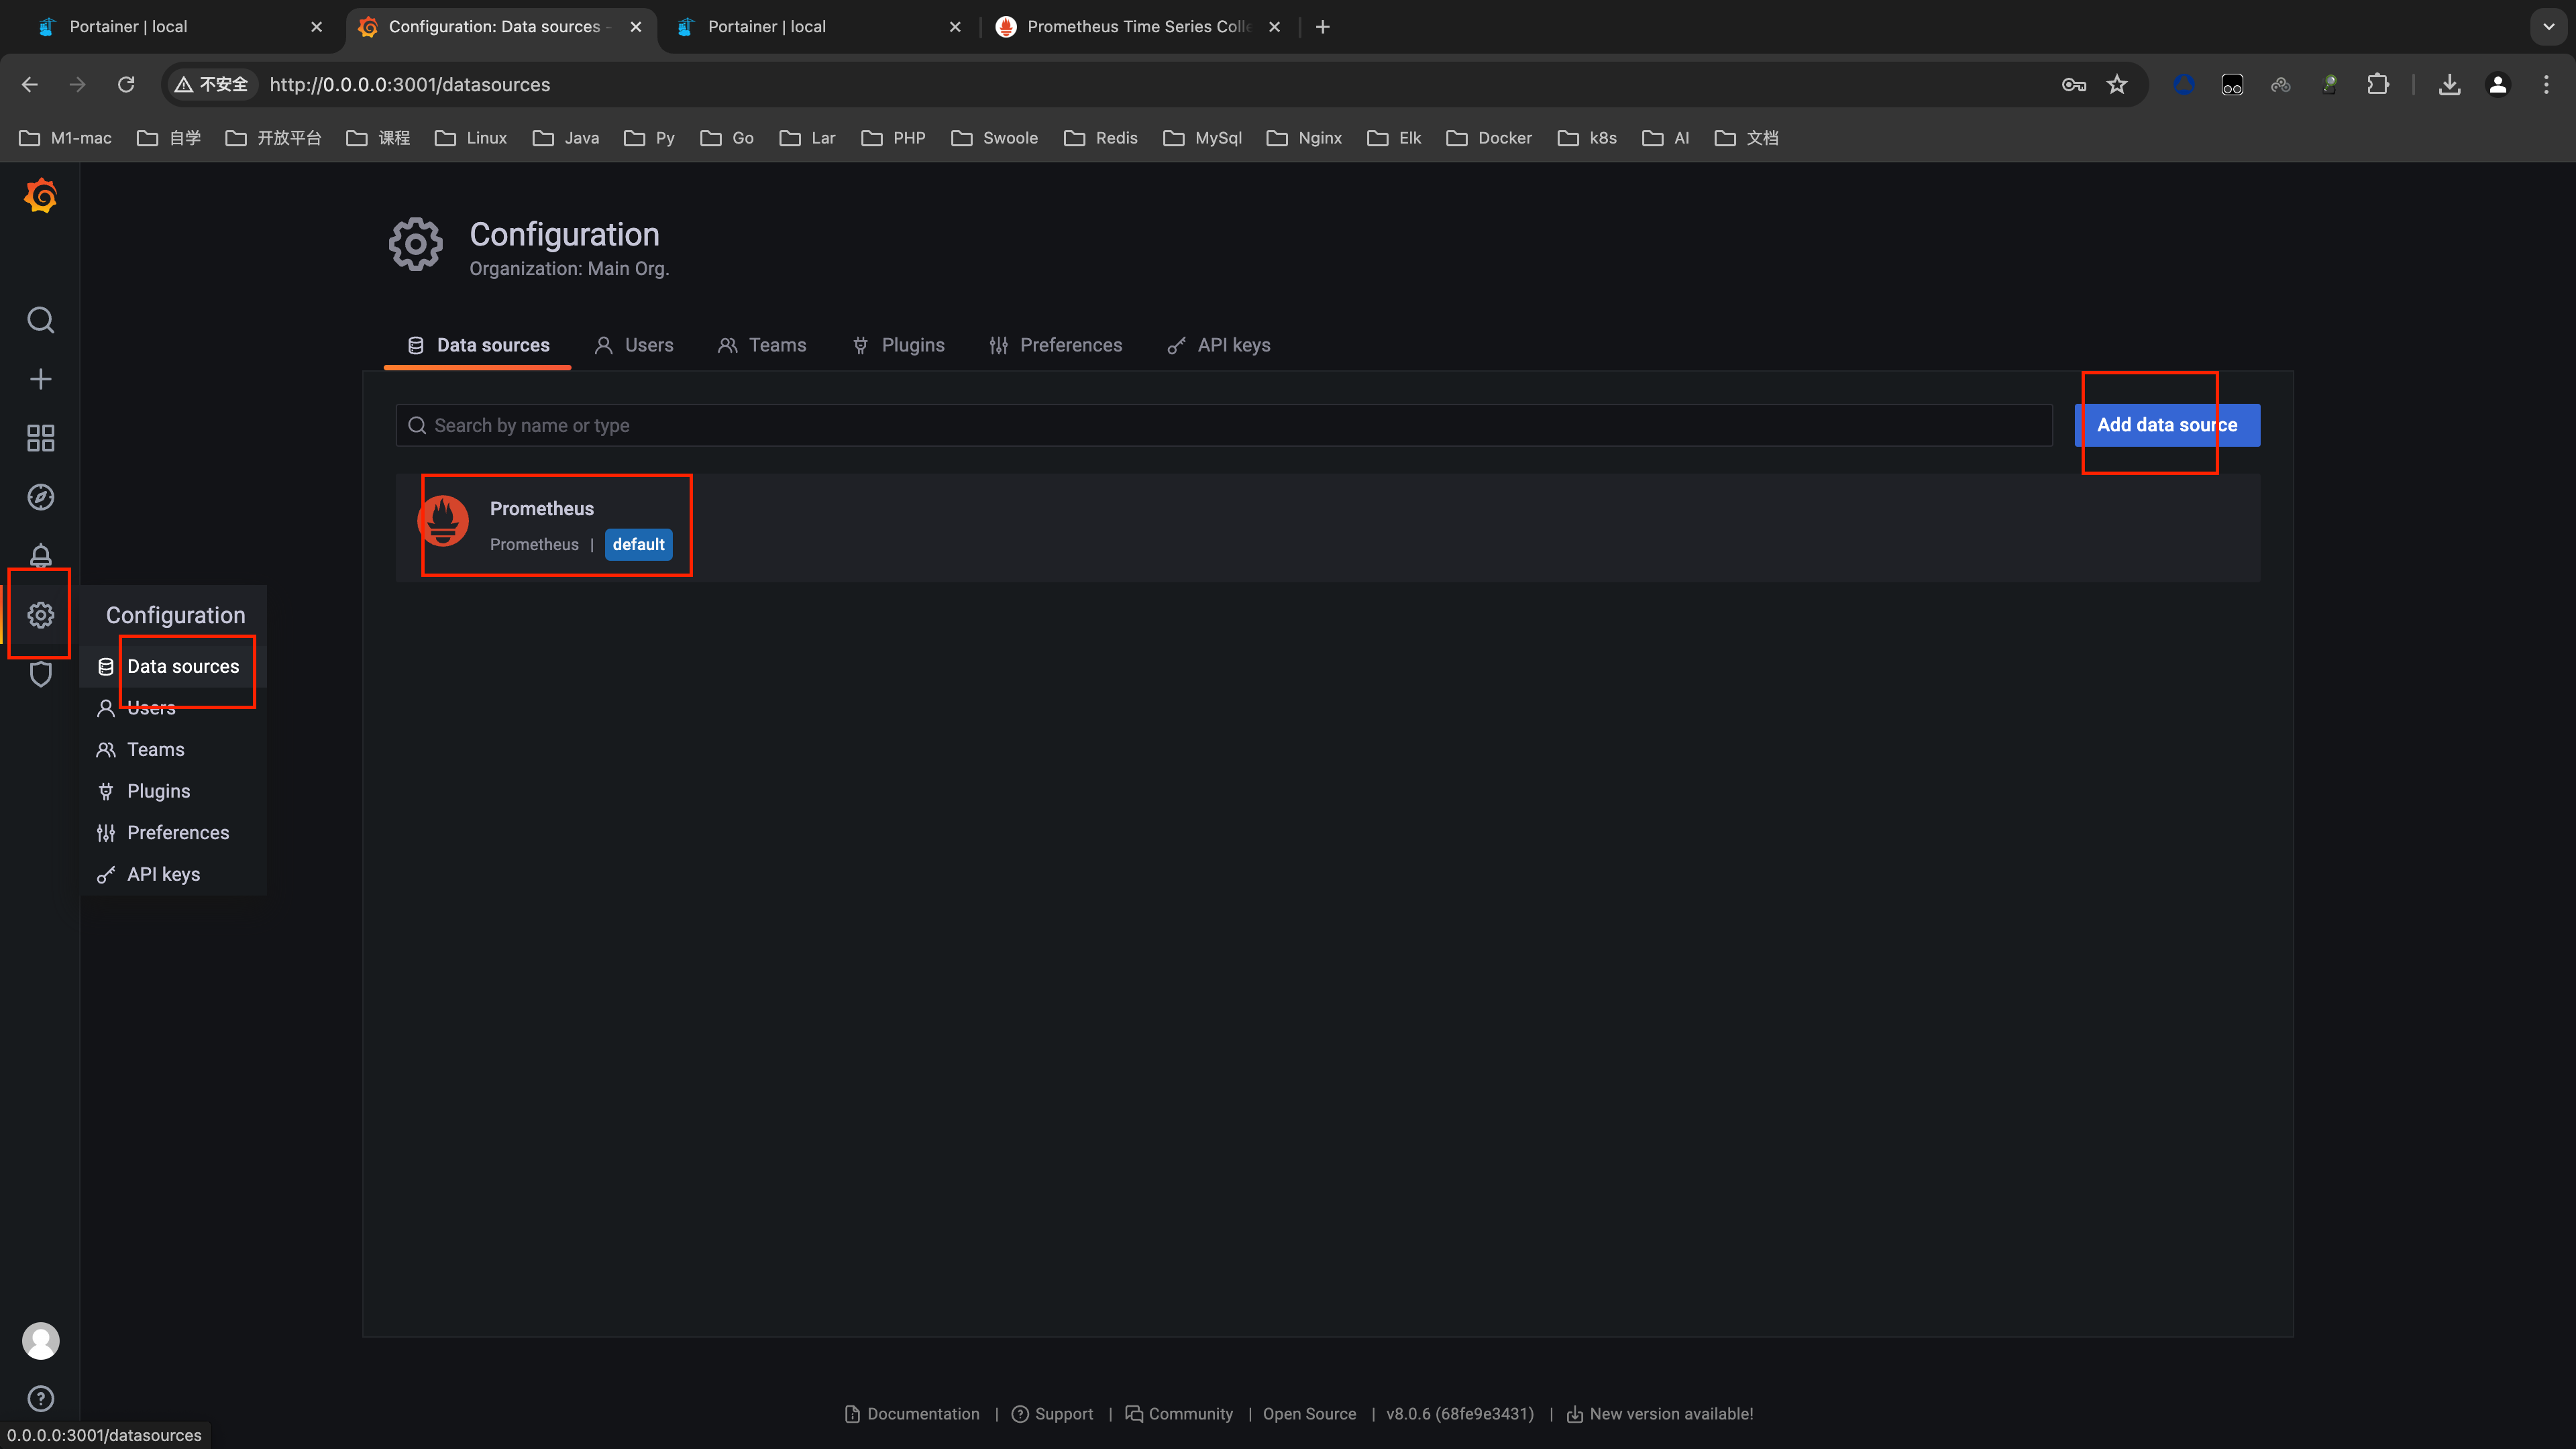 Portainer | local
Configuration: Data sources -
Portainer | local
Prometheus Time Series Colle
不安全
http://0.0.0.0:3001/datasources
M1-mac
自学
开放平台
课程
Linux
Java
Py
Go
Lar
PHP
Swoole
Redis
MySql
Nginx
Elk
Docker
k8s
AI
文档
Configuration
Organization: Main Org.
Data sources
Users
Teams
Plugins
Preferences
API keys
Search by name or type
Add data source
Prometheus
Prometheus | default
Configuration
Data sources
Users
Teams
Plugins
Preferences
API keys
Documentation | Support | Community | Open Source | v8.0.6 (68fe9e3431) | New version available!
0.0.0.0:3001/datasources